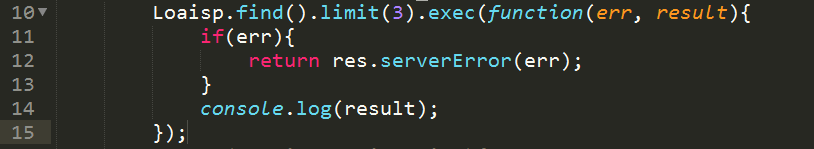 10 Loaisp.find().limit(3).exec(function(err, result){
11 if(err){
12 return res.serverError(err);
13 }
14 console.log(result);
15 });